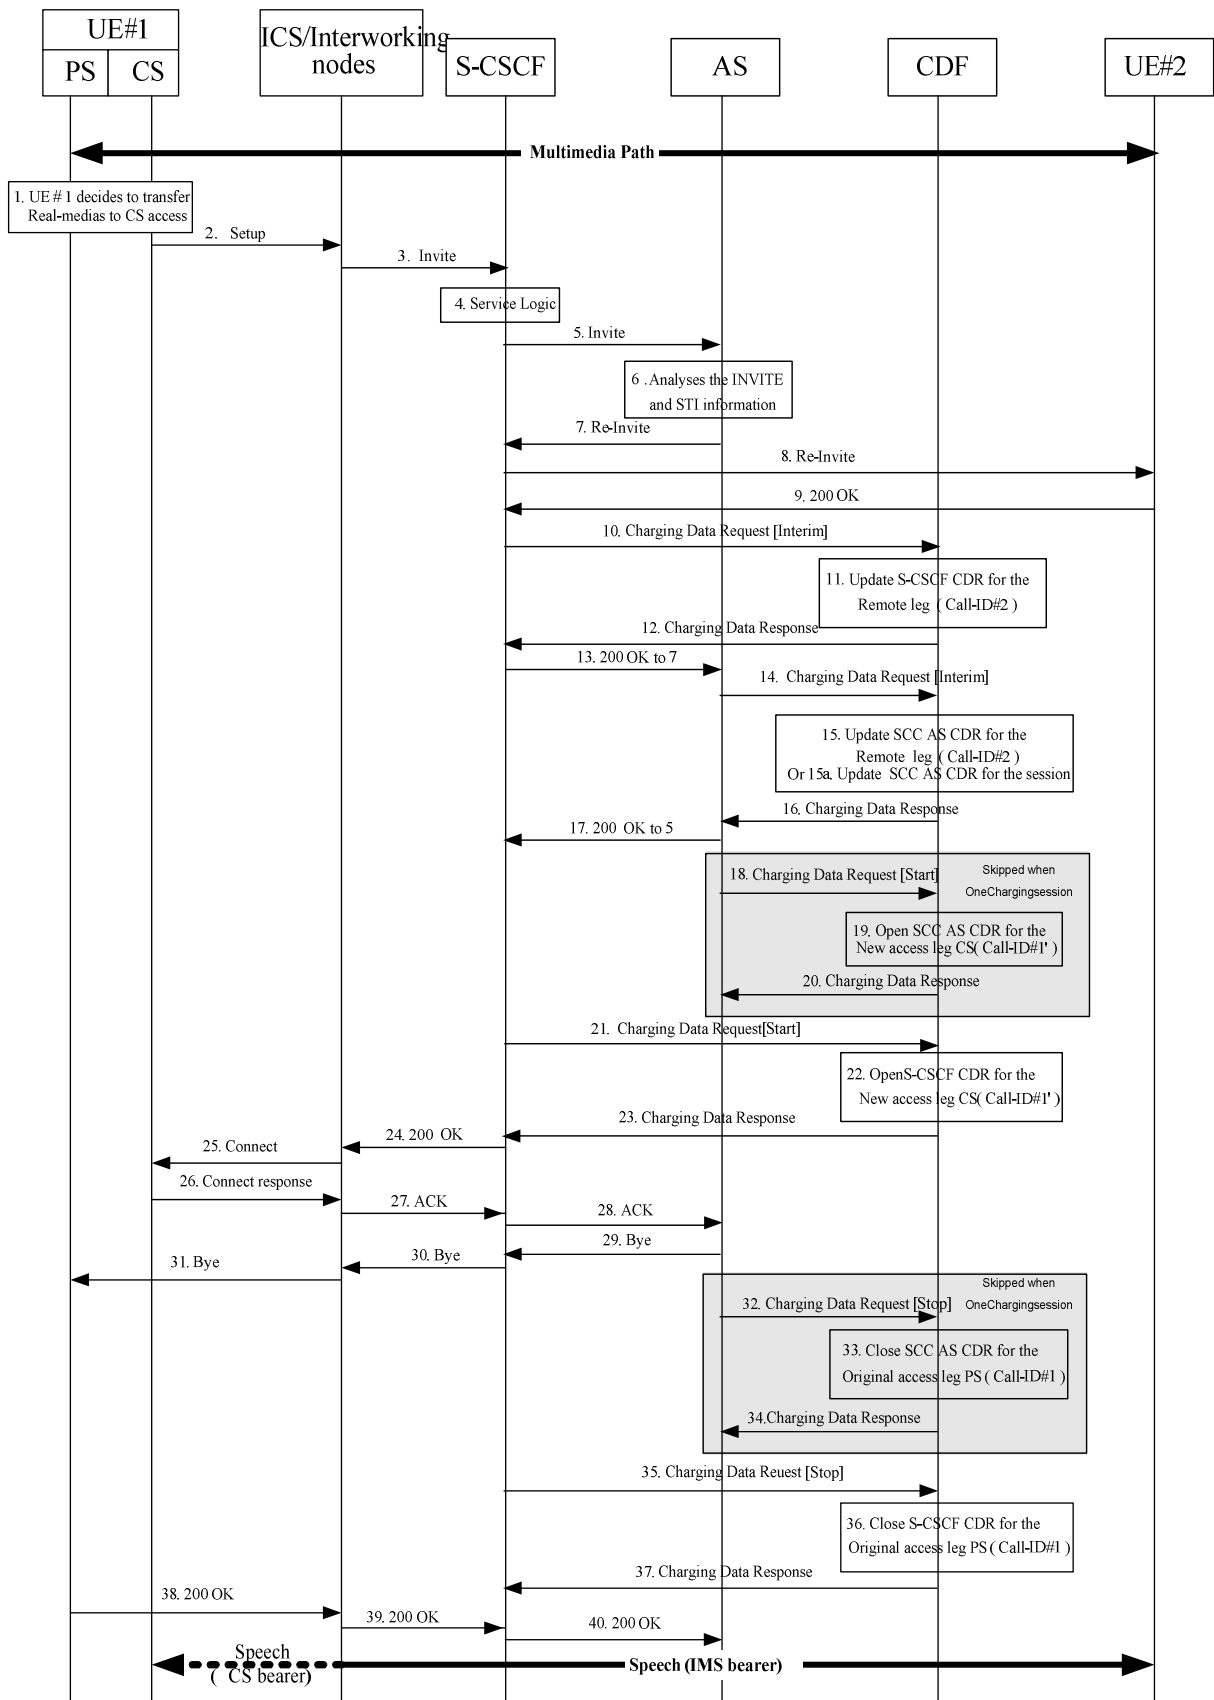 UE#1
PS
CS
ICS/Interworking
nodes
S-CSCF
AS
CDF
UE#2
Multimedia Path
1. UE # 1 decides to transfer
Real-medias to CS access
2. Setup
3. Invite
4. Service Logic
5. Invite
6 . Analyses the INVITE
and STI information
7. Re-Invite
8. Re-Invite
9. 200 OK
10. Charging Data Request [Interim]
11. Update S-CSCF CDR for the
Remote leg ( Call-ID#2 )
12. Charging Data Response
13. 200 OK to 7
14. Charging Data Request [Interim]
15. Update SCC AS CDR for the
Remote leg ( Call-ID#2 )
Or 15a. Update SCC AS CDR for the session
16. Charging Data Response
17. 200 OK to 5
18. Charging Data Request [Start]
Skipped when
OneChargingsession
19. Open SCC AS CDR for the
New access leg CS( Call-ID#1' )
20. Charging Data Response
21. Charging Data Request[Start]
22. OpenS-CSCF CDR for the
New access leg CS( Call-ID#1' )
23. Charging Data Response
24. 200 OK
25. Connect
26. Connect response
27. ACK
28. ACK
29. Bye
30. Bye
31. Bye
Skipped when
OneChargingsession
32. Charging Data Request [Stop]
33. Close SCC AS CDR for the
Original access leg PS ( Call-ID#1 )
34.Charging Data Response
35. Charging Data Reuest [Stop]
36. Close S-CSCF CDR for the
Original access leg PS ( Call-ID#1 )
37. Charging Data Response
38. 200 OK
39. 200 OK
40. 200 OK
Speech
( CS bearer)
Speech (IMS bearer)